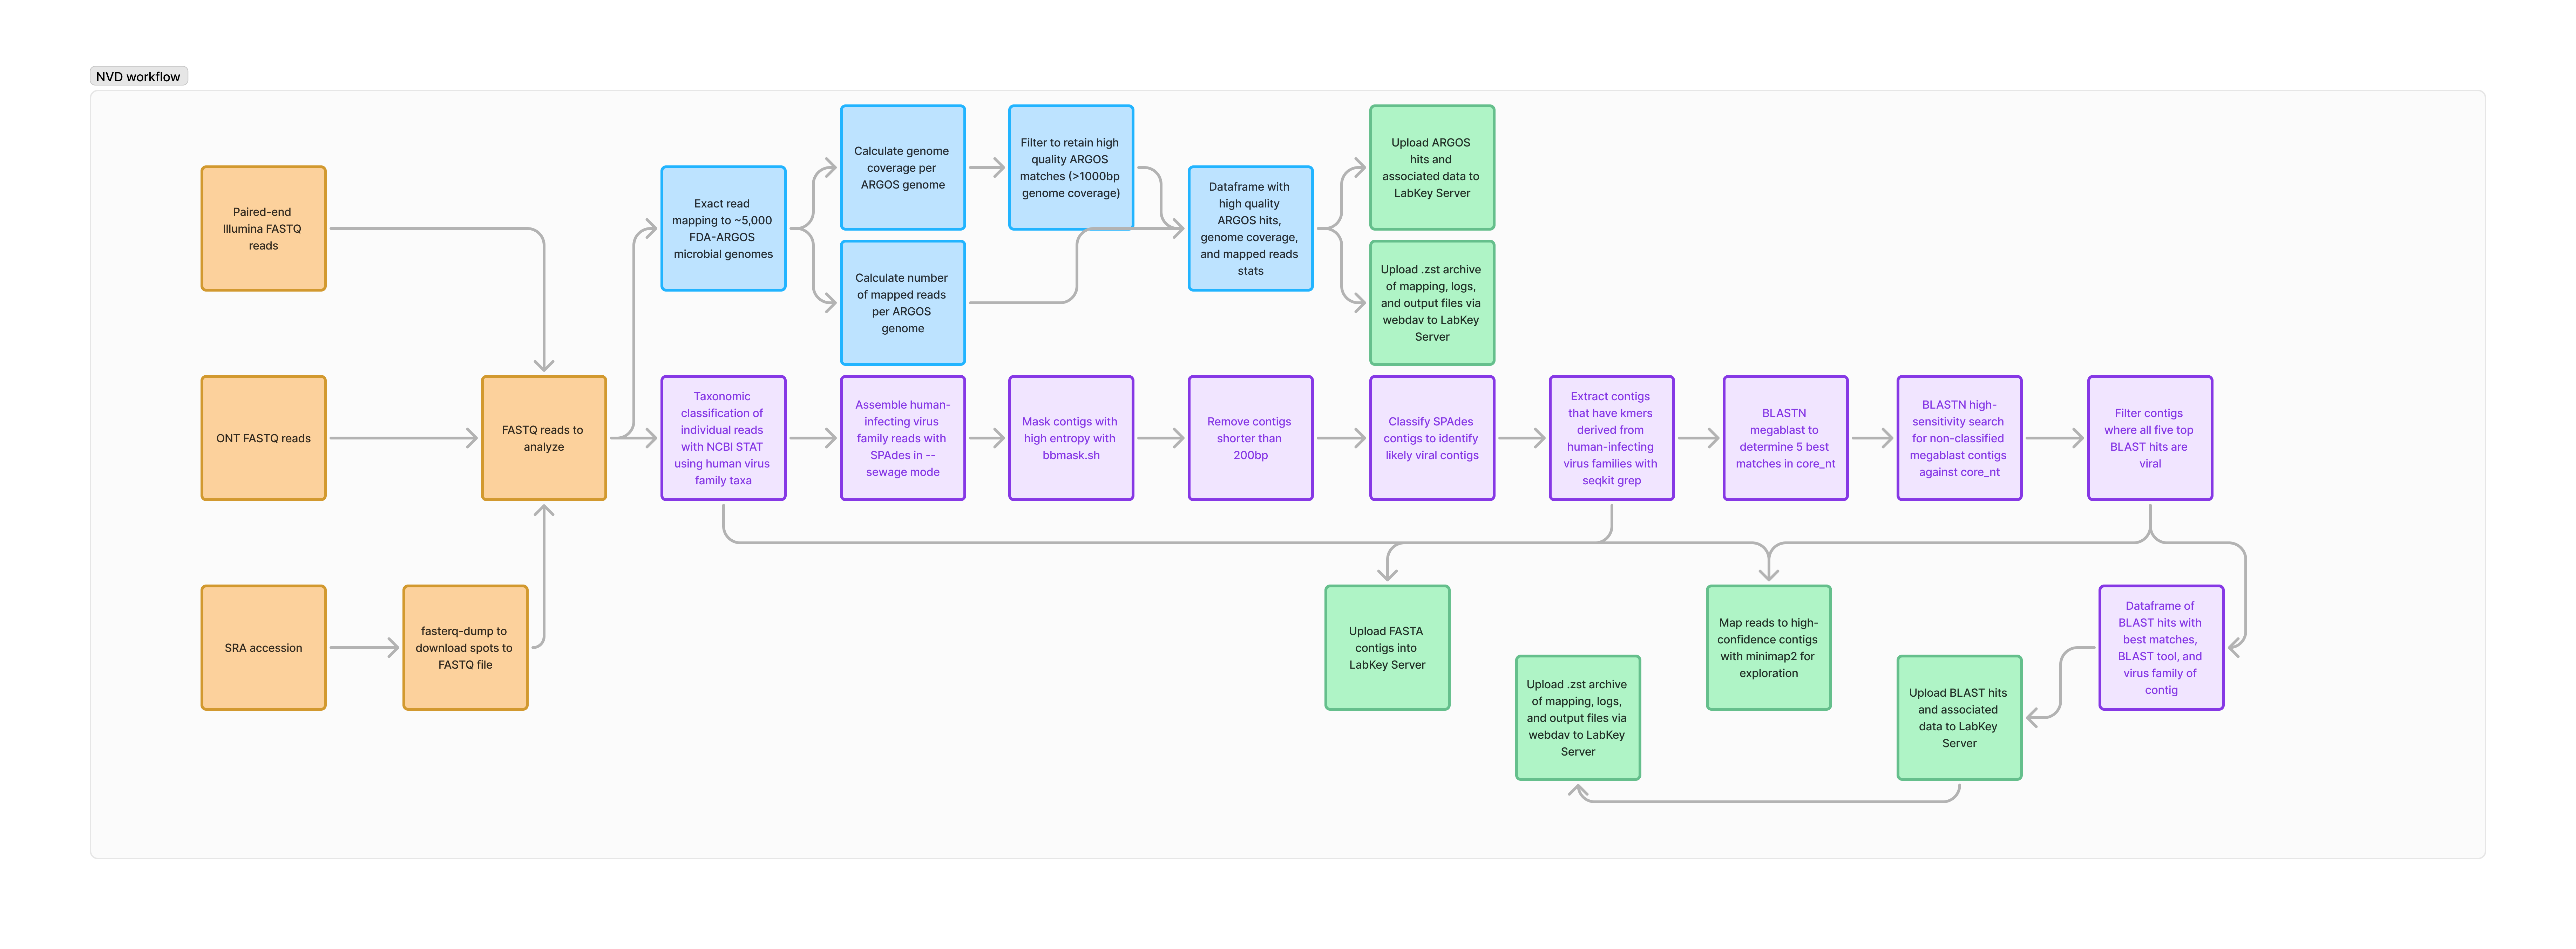 NVD workflow
Paired-end
Illumina FASTQ
reads
ONT FASTQ reads
SRA accession
fasterq-dump to
download spots to
FASTQ file
FASTQ reads to
analyze
Exact read
mapping to ~5,000
FDA-ARGOS
microbial genomes
Calculate genome
coverage per
ARGOS genome
Calculate number
of mapped reads
per ARGOS
genome
Filter to retain high
quality ARGOS
matches (>1000bp
genome coverage)
Dataframe with
high quality
ARGOS hits,
genome coverage,
and mapped reads
stats
Upload ARGOS
hits and
associated data to
LabKey Server
Upload .zst archive
of mapping, logs,
and output files via
webdav to LabKey
Server
Taxonomic
classification of
individual reads
with NCBI STAT
using human virus
family taxa
Assemble human-
infecting virus
family reads with
SPAdes in --
sewage mode
Mask contigs with
high entropy with
bbmask.sh
Remove contigs
shorter than
200bp
Classify SPAdes
contigs to identify
likely viral contigs
Extract contigs
that have kmers
derived from
human-infecting
virus families with
seqkit grep
BLASTN
megablast to
determine 5 best
matches in core_nt
BLASTN high-
sensitivity search
for non-classified
megablast contigs
against core_nt
Filter contigs
where all five top
BLAST hits are
viral
Upload FASTA
contigs into
LabKey Server
Upload .zst archive
of mapping, logs,
and output files via
webdav to LabKey
Server
Map reads to high-
confidence contigs
with minimap2 for
exploration
Upload BLAST hits
and associated
data to LabKey
Server
Dataframe of
BLAST hits with
best matches,
BLAST tool, and
virus family of
contig